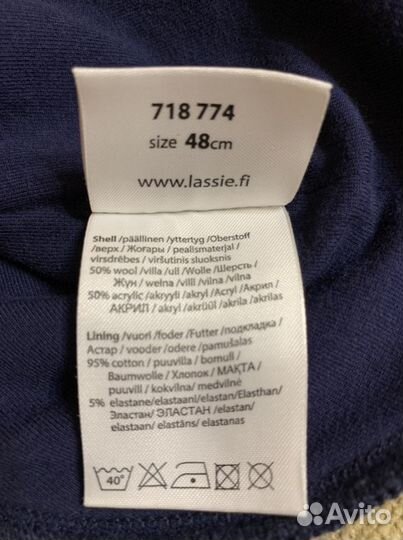 718 774
size 48cm
www.lassie.fi
Shell /päällinen /yttertyg /Oberstoff
/верх / Жоғары / pealismaterjal /
virsdrēbes / viršutinis sluoksnis
50% wool /villa /ull / Wolle /Шерсть /
Жүн / welna /villl /vilna /vilna
50% acrylic /akryyli /akryl /Acryl /Акрил /
АКРИЛ / akryl /akrüül /akrila /akrilas
Lining /vuori /foder /Futter /подкладка /
Астар / vooder /odere /pamušalas
95% cotton / puuvilla / bomull /
Baumwolle / Хлопок / МАҚТА /
puuvill / kokvilna / medvilnė
5% elastane/elastaani/elastan/Elasthan/
Эластан/ЭЛАСТАН /elastan/
elastaan/ elastāns/ elastanas
40°
Avito